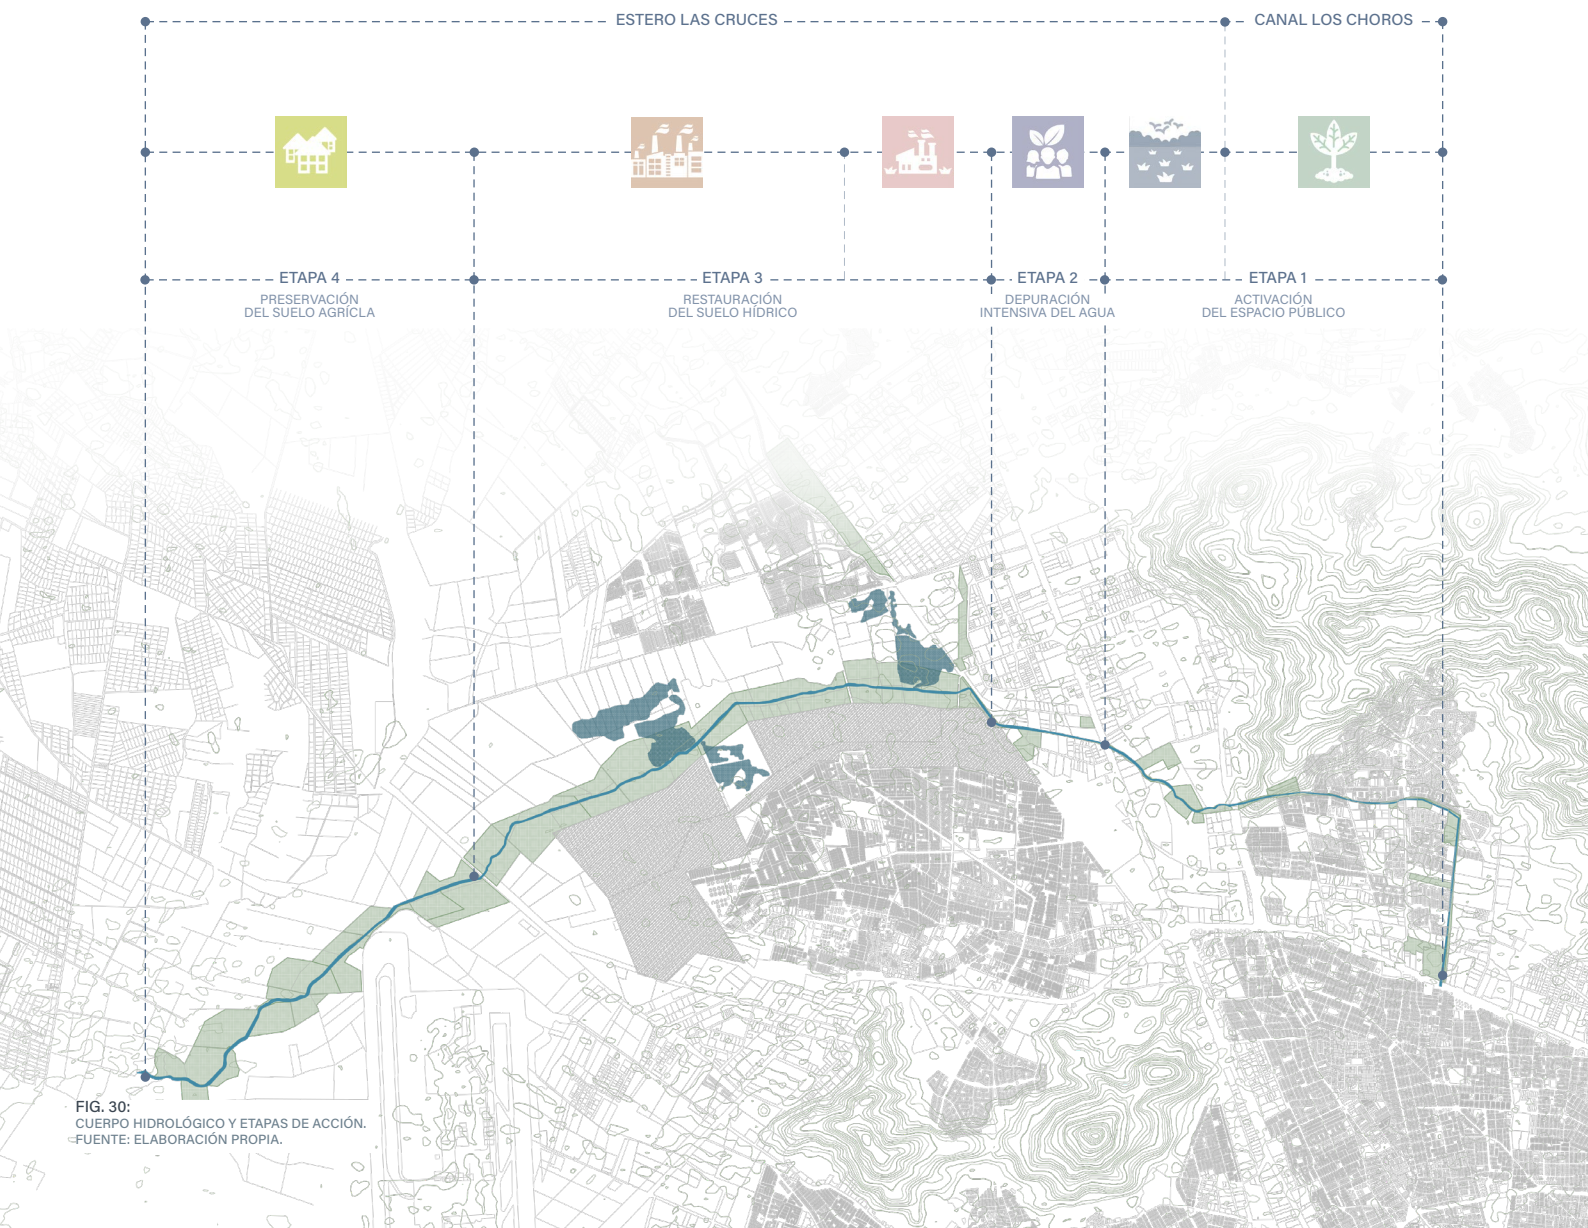 ESTERO LAS CRUCES
CANAL LOS CHOROS
ETAPA 4
PRESERVACIÓN
DEL SUELO AGRÍCLA
ETAPA 3
RESTAURACIÓN
DEL SUELO HÍDRICO
ETAPA 2
DEPURACIÓN
INTENSIVA DEL AGUA
ETAPA 1
ACTIVACIÓN
DEL ESPACIO PÚBLICO
FIG. 30:
CUERPO HIDROLÓGICO Y ETAPAS DE ACCIÓN.
FUENTE: ELABORACIÓN PROPIA.